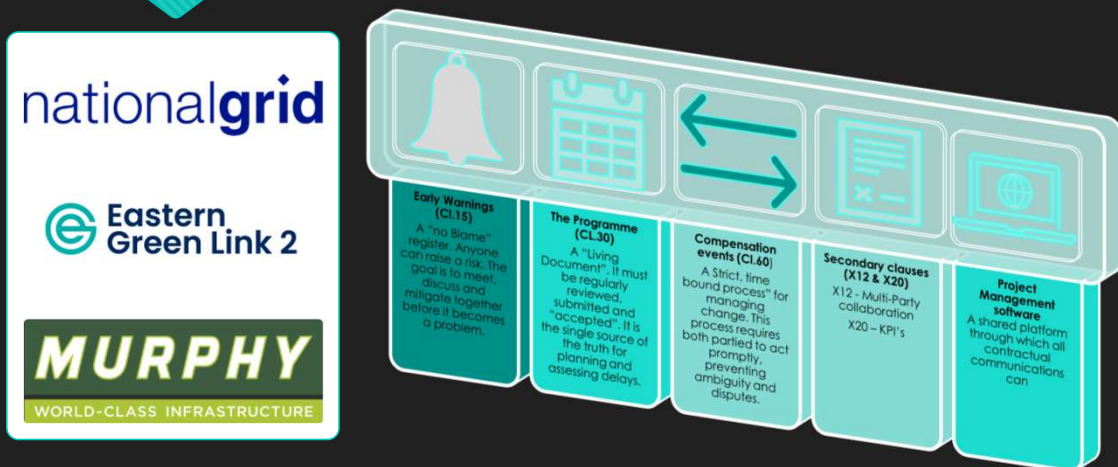 nationalgrid
Eastern
Green Link 2
MURPHY
WORLD-CLASS INFRASTRUCTURE
Early Warnings
(Cl.15)
A “no Blame”
register. Anyone
can raise a risk. The
goal is to meet,
discuss and
mitigate together
before it becomes
a problem.
The Programme
(CL.30)
A “Living
Document”. It must
be regularly
reviewed,
submitted and
“accepted”. It is
the single source of
the truth for
planning and
assessing delays.
Compensation
events (Cl.60)
A Strict, time
bound process” for
managing
change. This
process requires
both partied to act
promptly,
preventing
ambiguity and
disputes.
Secondary clauses
(X12 & X20)
X12 - Multi-Party
collaboration
X20 – KPI’s
Project
Management
software
A shared platform
through which all
contractual
communications
can